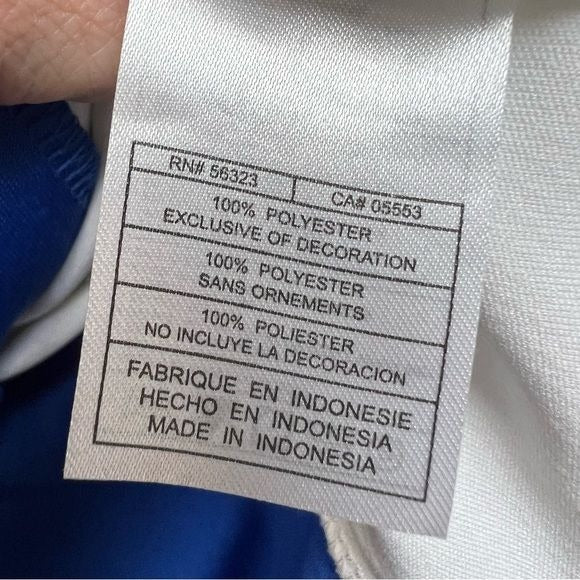 RN# 56323 CA# 05553
100% POLYESTER
EXCLUSIVE OF DECORATION
100% POLYESTER
SANS ORNEMENTS
100% POLIESTER
NO INCLUYE LA DECORACION
FABRIQUE EN INDONESIE
HECHO EN INDONESIA
MADE IN INDONESIA